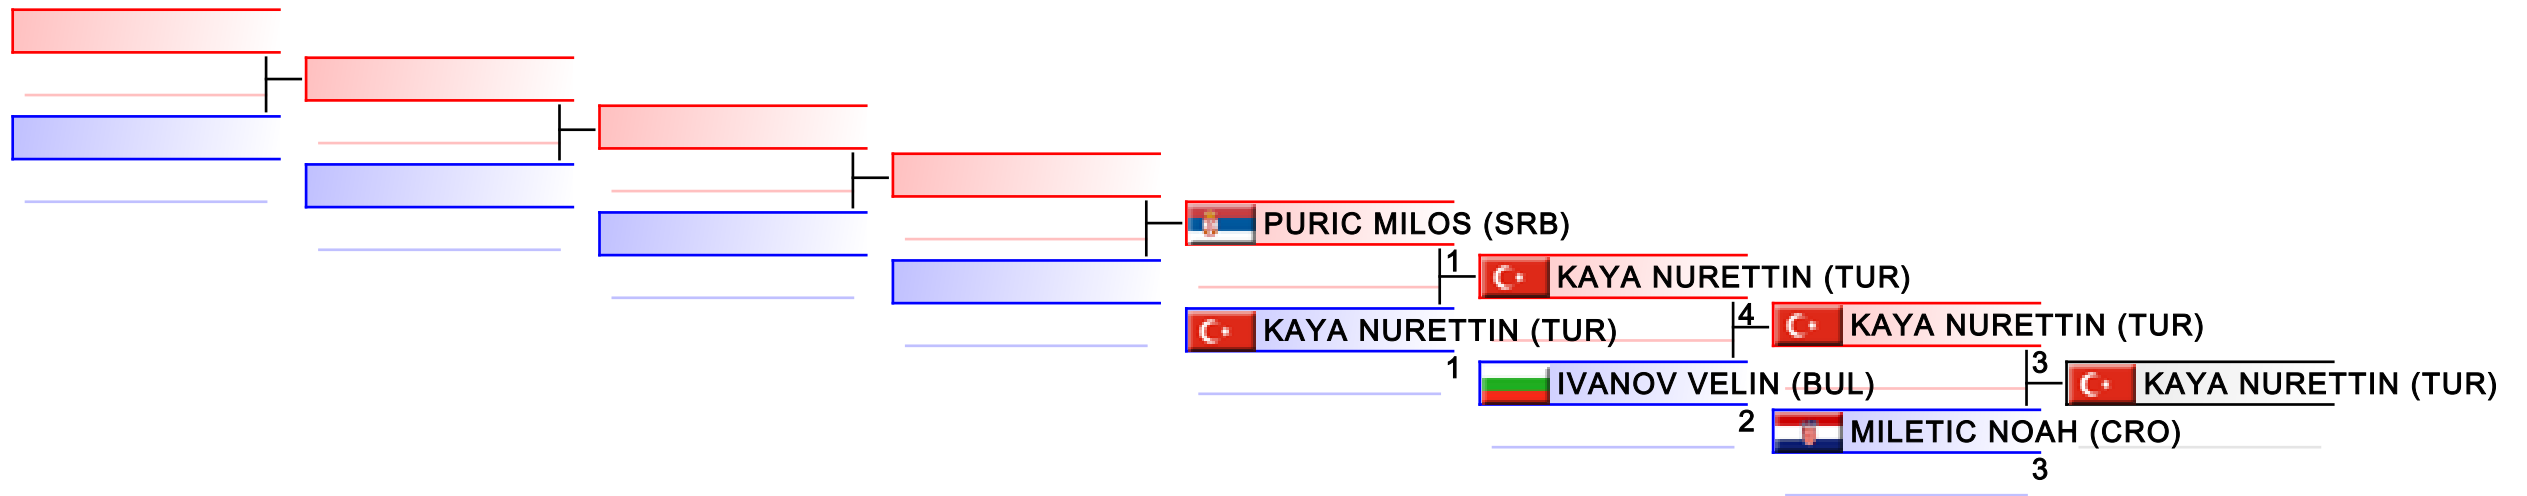 PURIC MILOS (SRB)
1
KAYA NURETTIN (TUR)
KAYA NURETTIN (TUR)
1
4
IVANOV VELIN (BUL)
2
KAYA NURETTIN (TUR)
3
MILETIC NOAH (CRO)
3
KAYA NURETTIN (TUR)